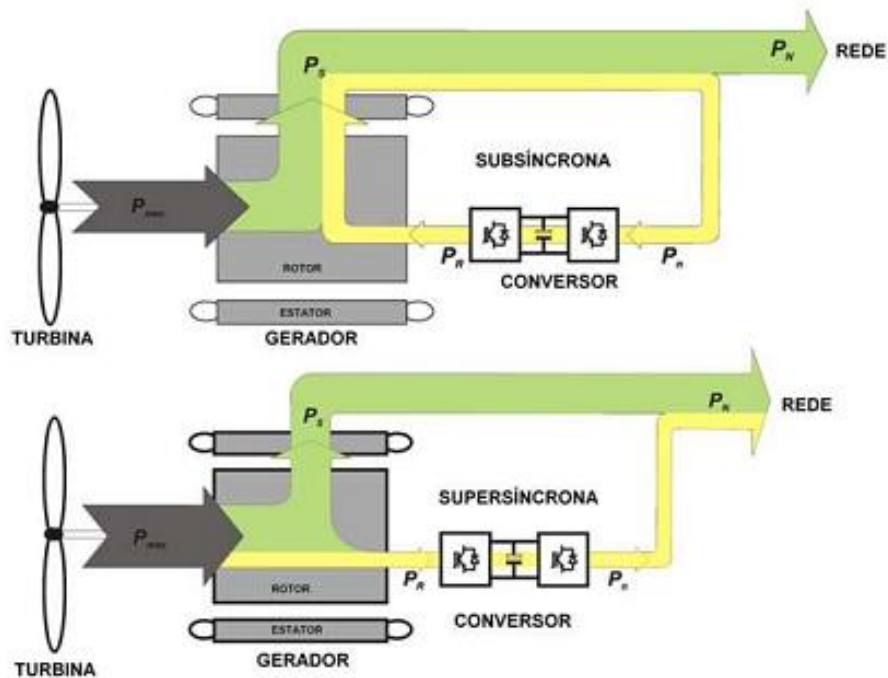 P_N
REDE
P_S
SUBSÍNCRONA
P_mec
P_R
P_n
ROTOR
CONVERSOR
ESTATOR
TURBINA
GERADOR
P_N
REDE
P_S
SUPERSÍNCRONA
P_mec
P_R
P_n
ROTOR
CONVERSOR
ESTATOR
GERADOR
TURBINA